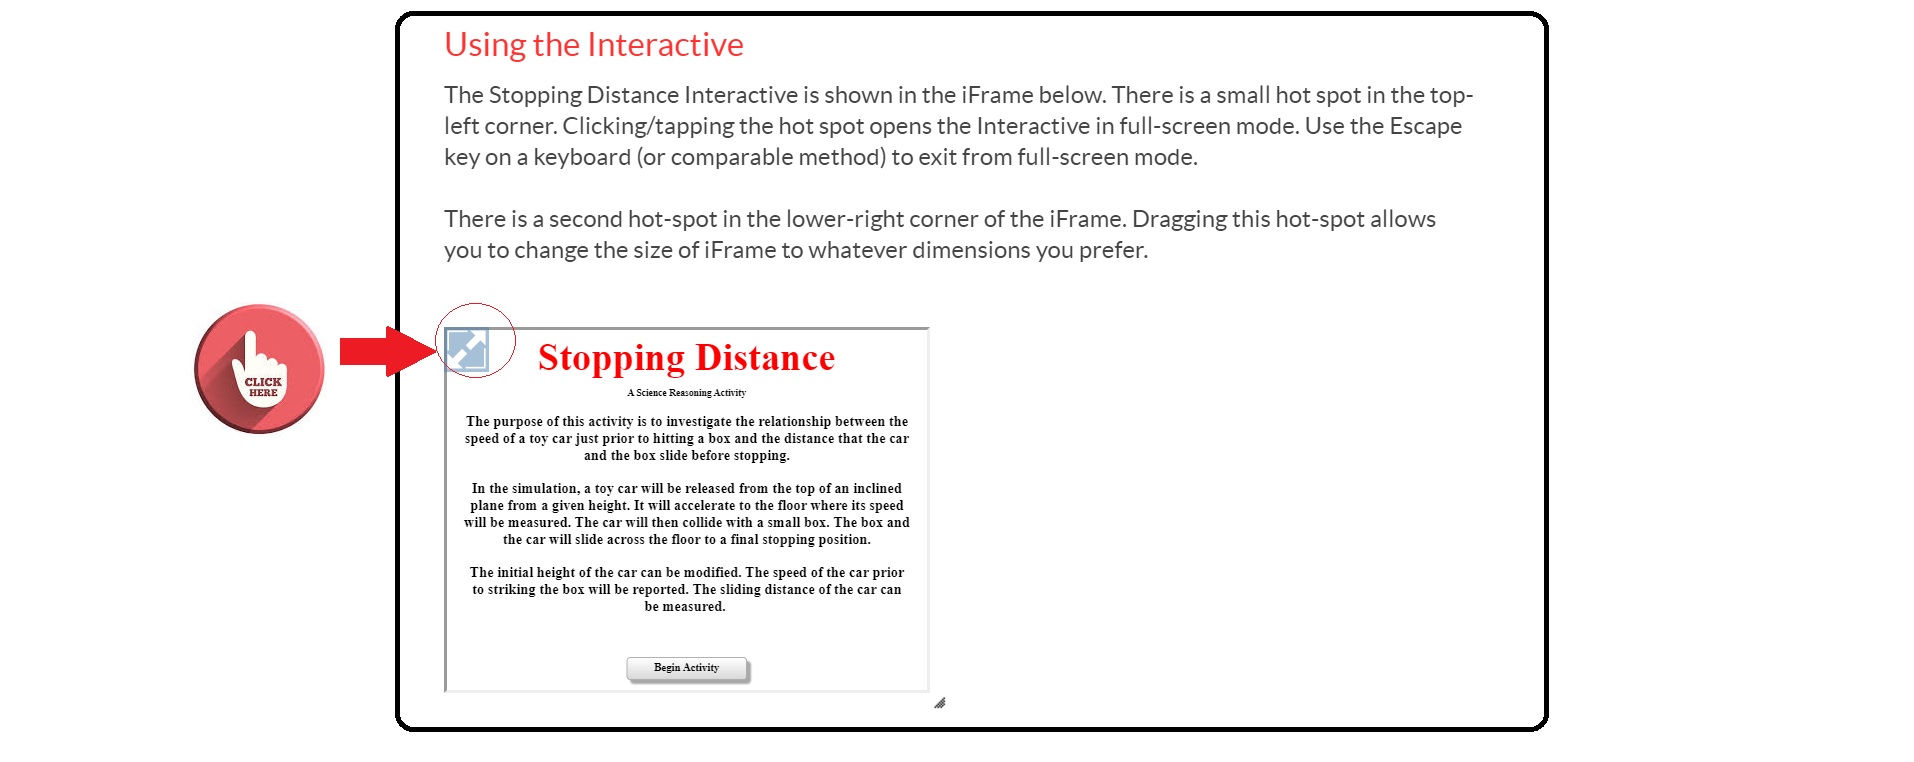 Using the Interactive
The Stopping Distance Interactive is shown in the iFrame below. There is a small hot spot in the top-
left corner. Clicking/tapping the hot spot opens the Interactive in full-screen mode. Use the Escape
key on a keyboard (or comparable method) to exit from full-screen mode.
There is a second hot-spot in the lower-right corner of the iFrame. Dragging this hot-spot allows
you to change the size of iFrame to whatever dimensions you prefer.
CLICK
HERE
Stopping Distance
A Science Reasoning Activity
The purpose of this activity is to investigate the relationship between the
speed of a toy car just prior to hitting a box and the distance that the car
and the box slide before stopping.
In the simulation, a toy car will be released from the top of an inclined
plane from a given height. It will accelerate to the floor where its speed
will be measured. The car will then collide with a small box. The box and
the car will slide across the floor to a final stopping position.
The initial height of the car can be modified. The speed of the car prior
to striking the box will be reported. The sliding distance of the car can
be measured.
Begin Activity